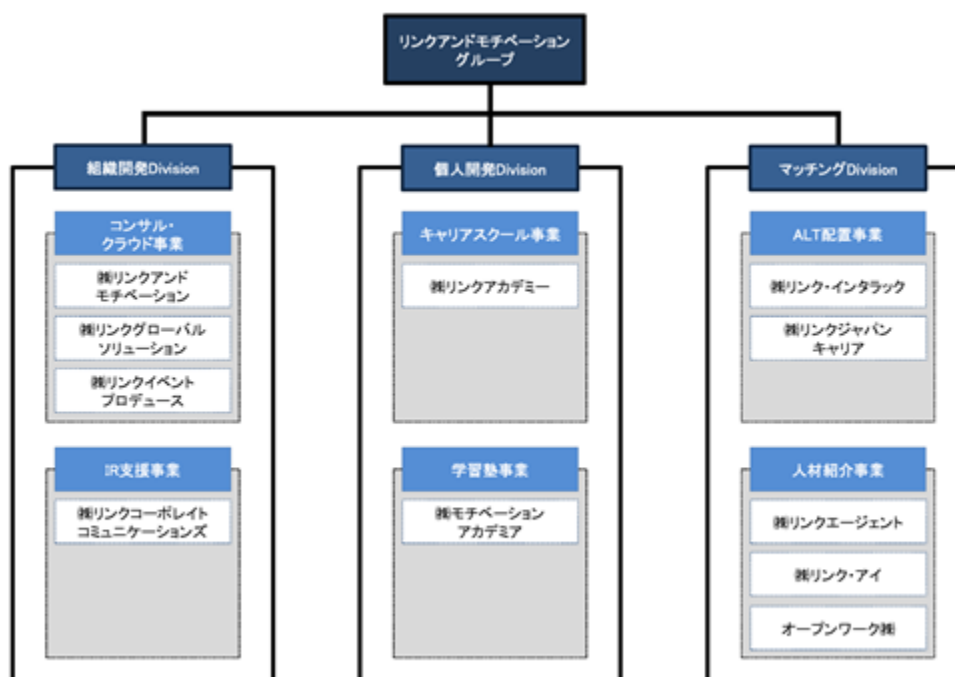 リンクアンドモチベーション
グループ
組織開発Division
コンサル・
クラウド事業
㈱リンクアンド
モチベーション
㈱リンクグローバル
ソリューション
㈱リンクイベント
プロデュース
IR支援事業
㈱リンクコーポレイト
コミュニケーションズ
個人開発Division
キャリアスクール事業
㈱リンクアカデミー
学習塾事業
㈱モチベーション
アカデミア
マッチングDivision
ALT配置事業
㈱リンク・インタラック
㈱リンクジャパン
キャリア
人材紹介事業
㈱リンクエージェント
㈱リンク・アイ
オープンワーク㈱